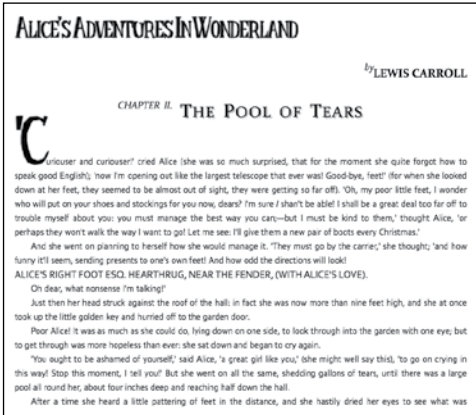 ALICE'S ADVENTURES IN WONDERLAND
by LEWIS CARROLL
CHAPTER II. THE POOL OF TEARS
'Curiouser and curiouser!' cried Alice (she was so much surprised, that for the moment she quite forgot how to
speak good English); 'now I'm opening out like the largest telescope that ever was! Good-bye, feet!' (for when she looked
down at her feet, they seemed to be almost out of sight, they were getting so far off). 'Oh, my poor little feet, I wonder
who will put on your shoes and stockings for you now, dears? I'm sure I shan't be able! I shall be a great deal too far off to
trouble myself about you: you must manage the best way you can;—but I must be kind to them,' thought Alice, 'or
perhaps they won't walk the way I want to go! Let me see: I'll give them a new pair of boots every Christmas.'
And she went on planning to herself how she would manage it. 'They must go by the carrier,' she thought; 'and how
funny it'll seem, sending presents to one's own feet! And how odd the directions will look!
ALICE'S RIGHT FOOT ESQ. HEARTHRUG, NEAR THE FENDER, (WITH ALICE'S LOVE).
Oh dear, what nonsense I'm talking!'
Just then her head struck against the roof of the hall: in fact she was now more than nine feet high, and she at once
took up the little golden key and hurried off to the garden door.
Poor Alice! It was as much as she could do, lying down on one side, to look through into the garden with one eye; but
to get through was more hopeless than ever: she sat down and began to cry again.
'You ought to be ashamed of yourself,' said Alice, 'a great girl like you,' (she might well say this), 'to go on crying in
this way! Stop this moment, I tell you!' But she went on all the same, shedding gallons of tears, until there was a large
pool all round her, about four inches deep and reaching half down the hall.
After a time she heard a little pattering of feet in the distance, and she hastily dried her eyes to see what was